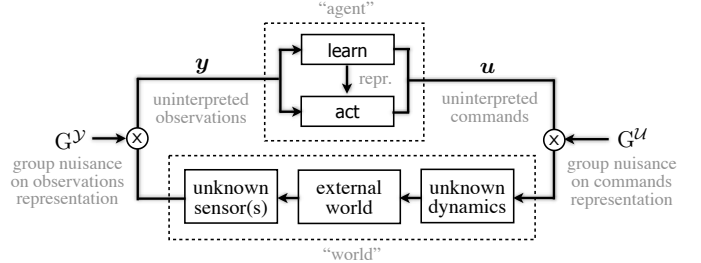 “agent”
learn
y
u
repr.
uninterpreted
observations
uninterpreted
commands
act
G^𝒴
×
×
G^𝒰
group nuisance
on observations
representation
group nuisance
on commands
representation
unknown
sensor(s)
external
world
unknown
dynamics
“world”